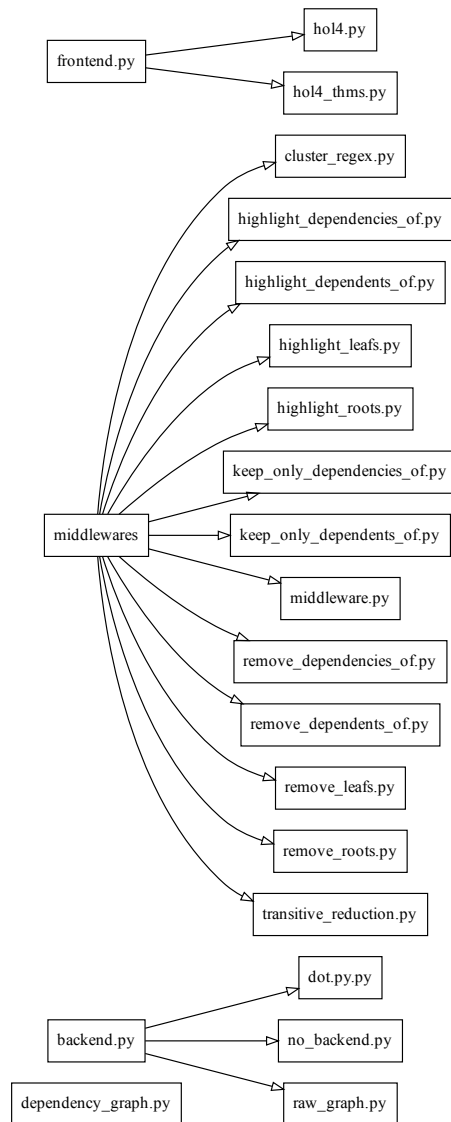 hol4.py
frontend.py
hol4_thms.py
cluster_regex.py
highlight_dependencies_of.py
highlight_dependents_of.py
highlight_leafs.py
highlight_roots.py
keep_only_dependencies_of.py
middlewares
keep_only_dependents_of.py
middleware.py
remove_dependencies_of.py
remove_dependents_of.py
remove_leafs.py
remove_roots.py
transitive_reduction.py
dot.py.py
backend.py
no_backend.py
dependency_graph.py
raw_graph.py